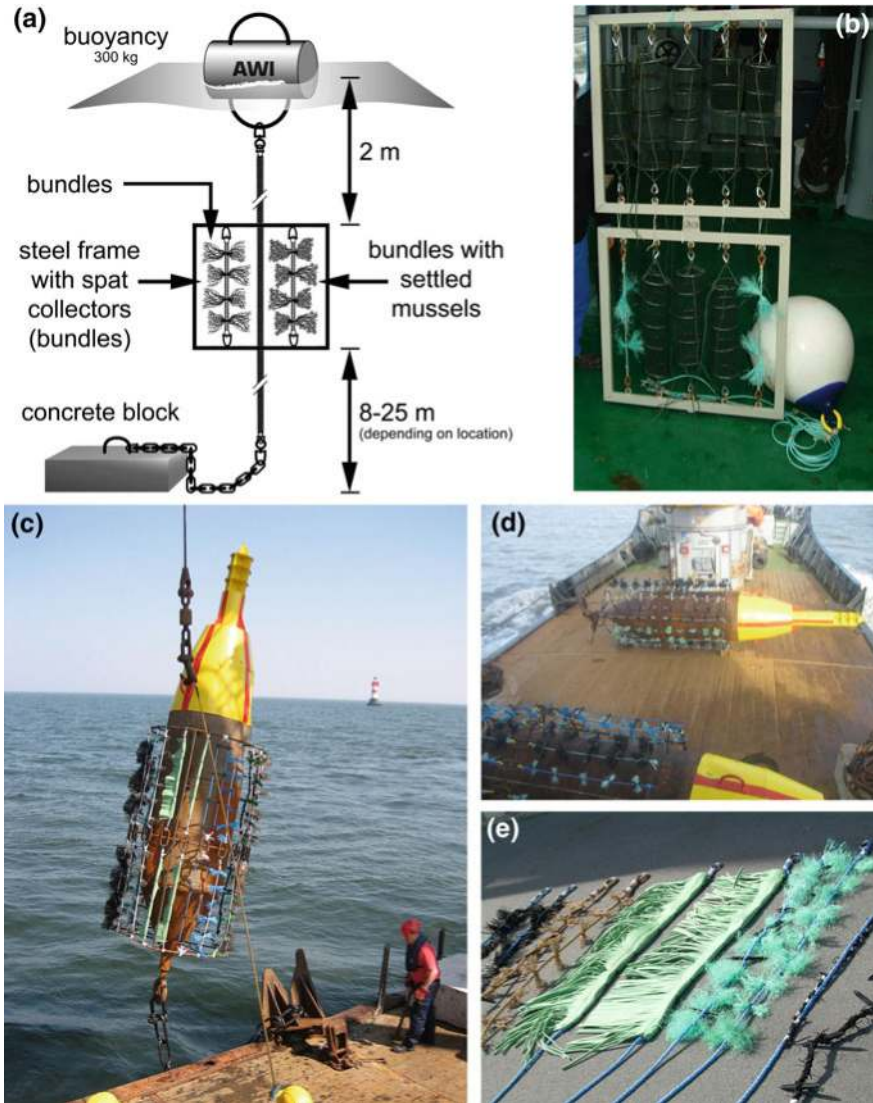 (a)
buoyancy
300 kg
AWI
2 m
bundles
steel frame
with spat
collectors
(bundles)
bundles with
settled
mussels
concrete block
8-25 m
(depending on location)
(b)
(c)
(d)
(e)